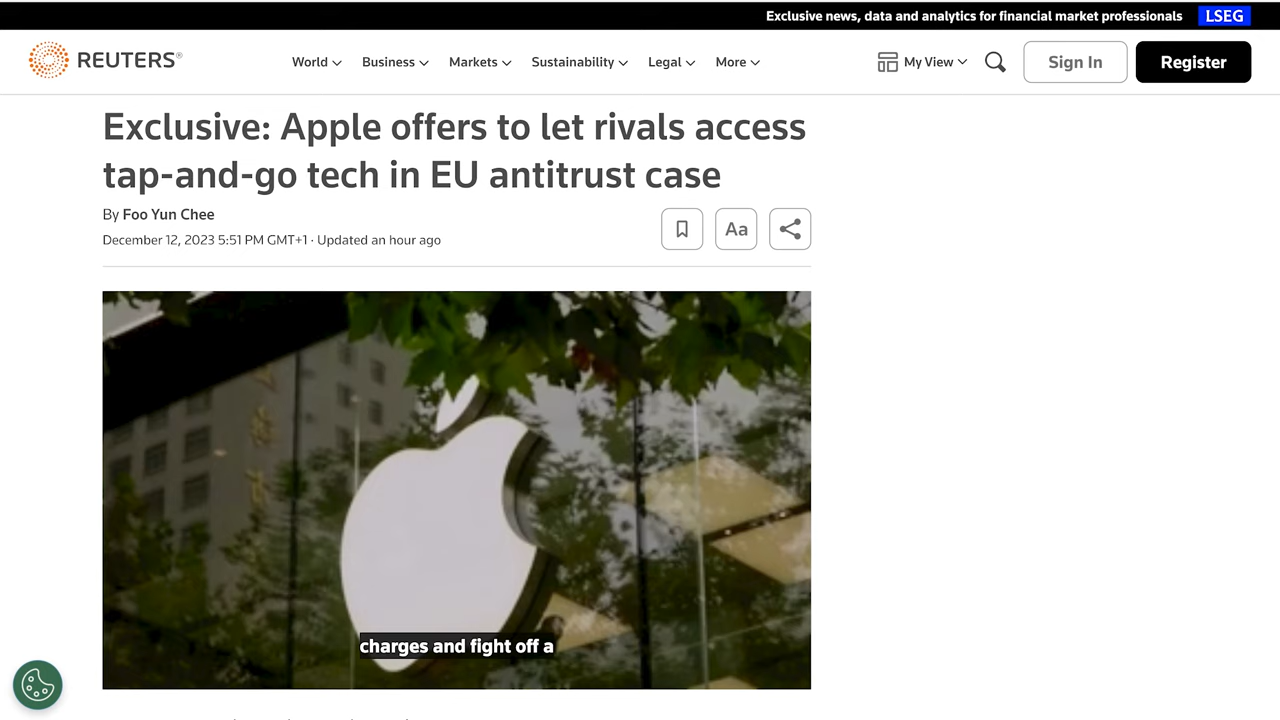 Exclusive news, data and analytics for financial market professionals LSEG
REUTERS® World Business Markets Sustainability Legal More My View Sign In Register
Exclusive: Apple offers to let rivals access
tap-and-go tech in EU antitrust case
By Foo Yun Chee
December 12, 2023 5:51 PM GMT+1 · Updated an hour ago
Aa
charges and fight off a